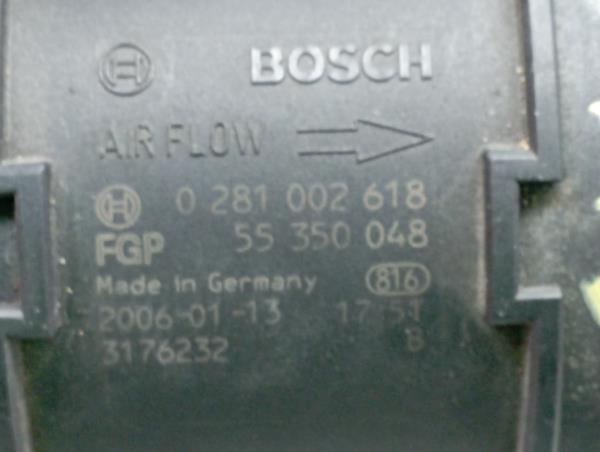 BOSCH
AIR FLOW
0 281 002 618
FGP 55 350 048
Made in Germany 816
2006-01-13 17:51
3176232 B